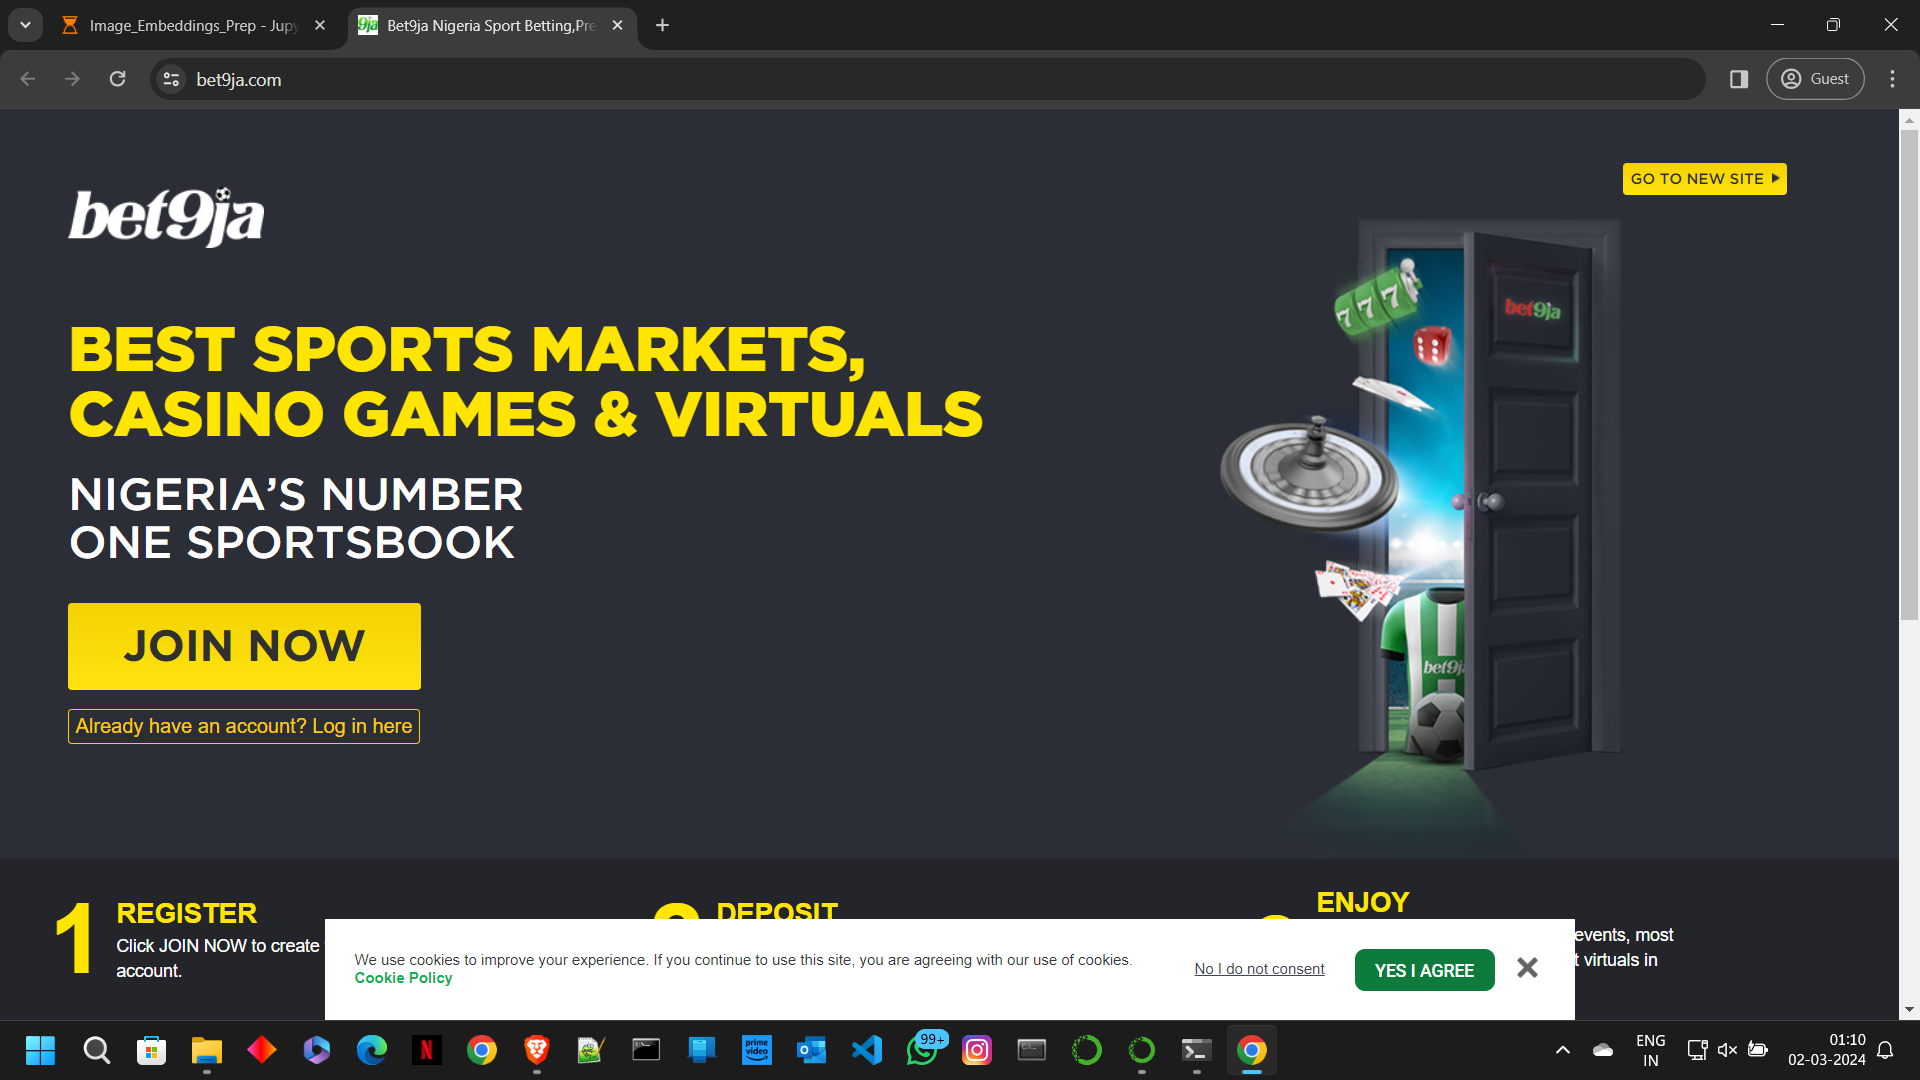 Image_Embeddings_Prep - Jupy
Bet9ja Nigeria Sport Betting,Pre
bet9ja.com
Guest
GO TO NEW SITE
bet9ja
BEST SPORTS MARKETS,
CASINO GAMES & VIRTUALS
NIGERIA'S NUMBER
ONE SPORTSBOOK
JOIN NOW
Already have an account? Log in here
777
bet9ja
bet9ja
1 REGISTER
Click JOIN NOW to create
account.
DEPOSIT
ENJOY
events, most
t virtuals in
We use cookies to improve your experience. If you continue to use this site, you are agreeing with our use of cookies.
Cookie Policy
No I do not consent
YES I AGREE
prime
video
99+
ENG
IN
01:10
02-03-2024